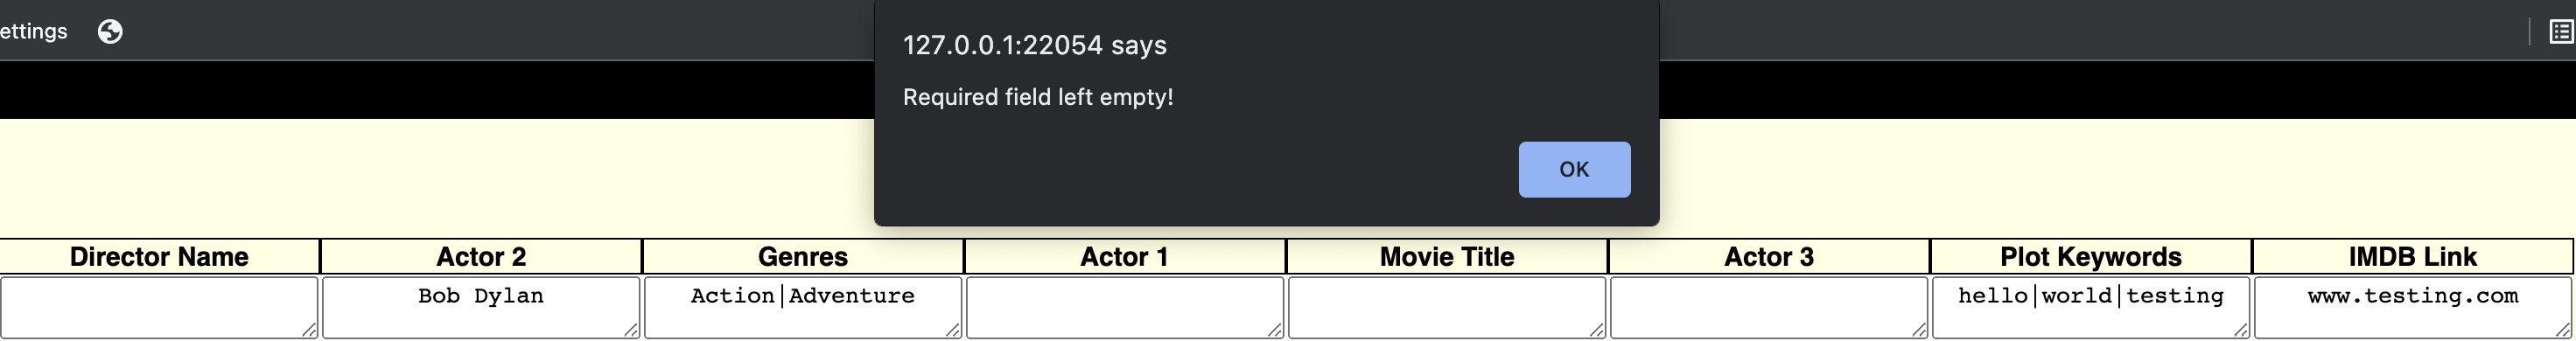 ettings
127.0.0.1:22054 says
Required field left empty!
OK
Director Name Actor 2 Genres Actor 1 Movie Title Actor 3 Plot Keywords IMDB Link
Bob Dylan Action|Adventure hello|world|testing www.testing.com